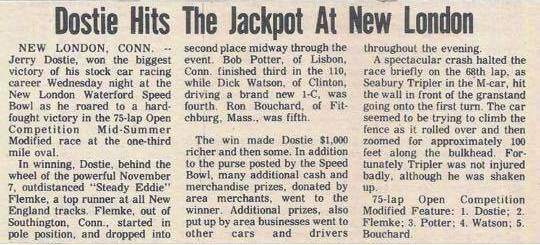 Dostie Hits The Jackpot At New London
NEW LONDON, CONN. --
Jerry Dostie, won the biggest
victory of his stock car racing
career Wednesday night at the
New London Waterford Speed
Bowl as he roared to a hard-
fought victory in the 75-lap Open
Competition Mid-Summer
Modified race at the one-third
mile oval.
In winning, Dostie, behind the
wheel of the powerful November
7, outdistanced "Steady Eddie"
Flemke, a top runner at all New
England tracks. Flemke, out of
Southington, Conn., started in
pole position, and dropped into
second place midway through the
event. Bob Potter, of Lisbon,
Conn. finished third in the 110,
while Dick Watson, of Clinton,
driving a brand new 1-C, was
fourth. Ron Bouchard, of Fit-
chburg, Mass., was fifth.
The win made Dostie $1,000
richer and then some. In addition
to the purse posted by the Speed
Bowl, many additional cash and
merchandise prizes, donated by
area merchants, went to the
winner. Additional prizes, also
put up by area businesses went to
other cars and drivers
throughout the evening.
A spectacular crash halted the
race briefly on the 68th lap, as
Seabury Tripler in the M-car, hit
the wall in front of the granstand
going onto the first turn. The car
seemed to be trying to climb the
fence as it rolled over and then
zoomed for approximately 100
feet along the bulkhead. For-
tunately Tripler was not injured
badly, although he was shaken
up.
75-lap Open Competition
Modified Feature: 1. Dostie; 2.
Flemke; 3. Potter; 4. Watson; 5.
Bouchard.